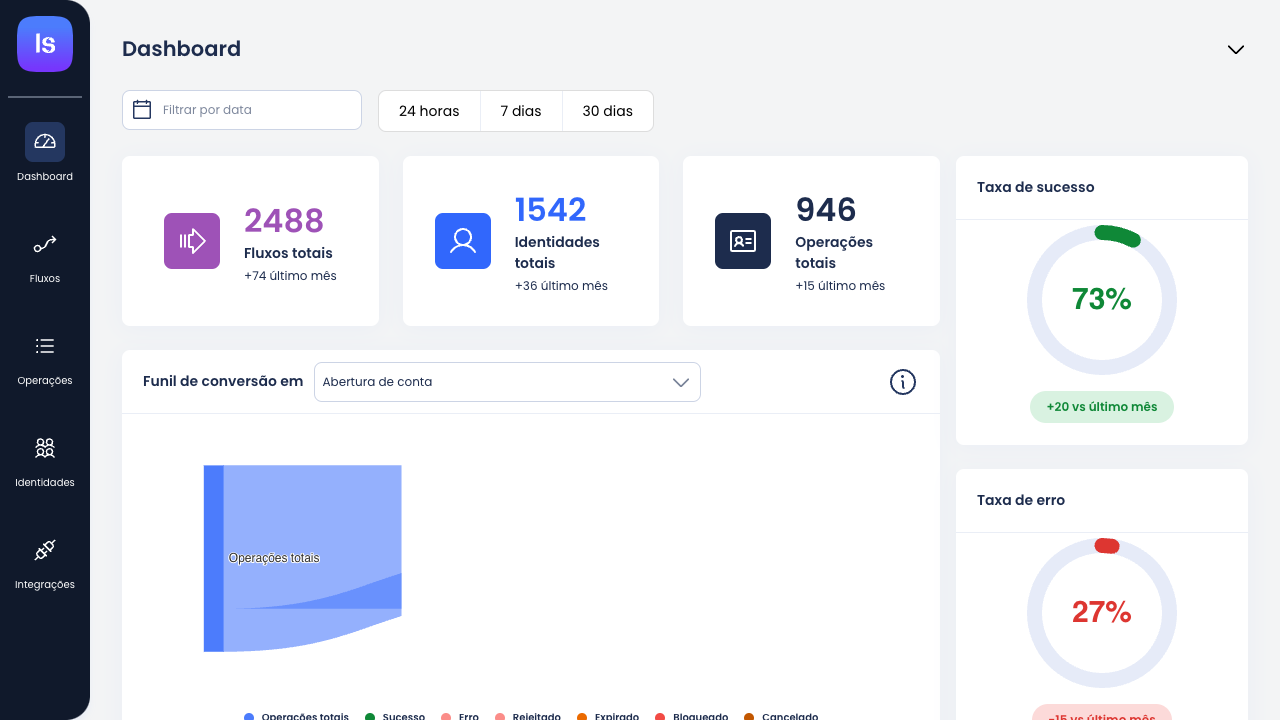 Is
Dashboard
Fluxos
Operações
Identidades
Integrações
Dashboard
Filtrar por data
24 horas
7 dias
30 dias
2488
Fluxos totais
+74 último mês
1542
Identidades
totais
+36 último mês
946
Operações
totais
+15 último mês
Taxa de sucesso
73%
+20 vs último mês
Funil de conversão em
Abertura de conta
Operações totais
Operações totais
Sucesso
Erro
Rejeitado
Expirado
Bloqueado
Cancelado
Taxa de erro
27%
-15 vs último mês